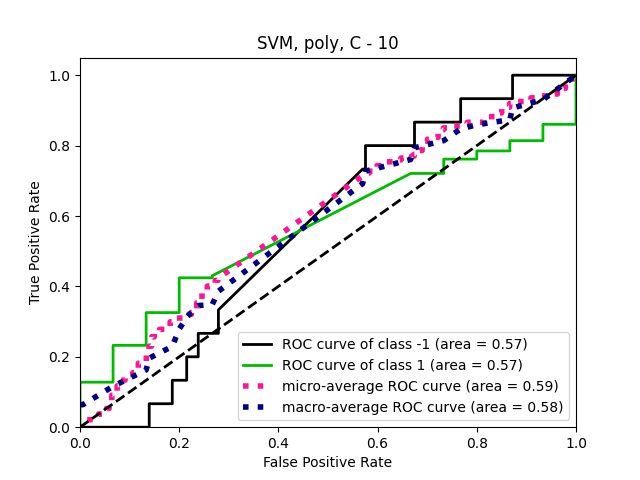 SVM, poly, C - 10
True Positive Rate
1.0
0.8
0.6
0.4
0.2
0.0
ROC curve of class -1 (area = 0.57)
ROC curve of class 1 (area = 0.57)
micro-average ROC curve (area = 0.59)
macro-average ROC curve (area = 0.58)
0.0 0.2 0.4 0.6 0.8 1.0
False Positive Rate